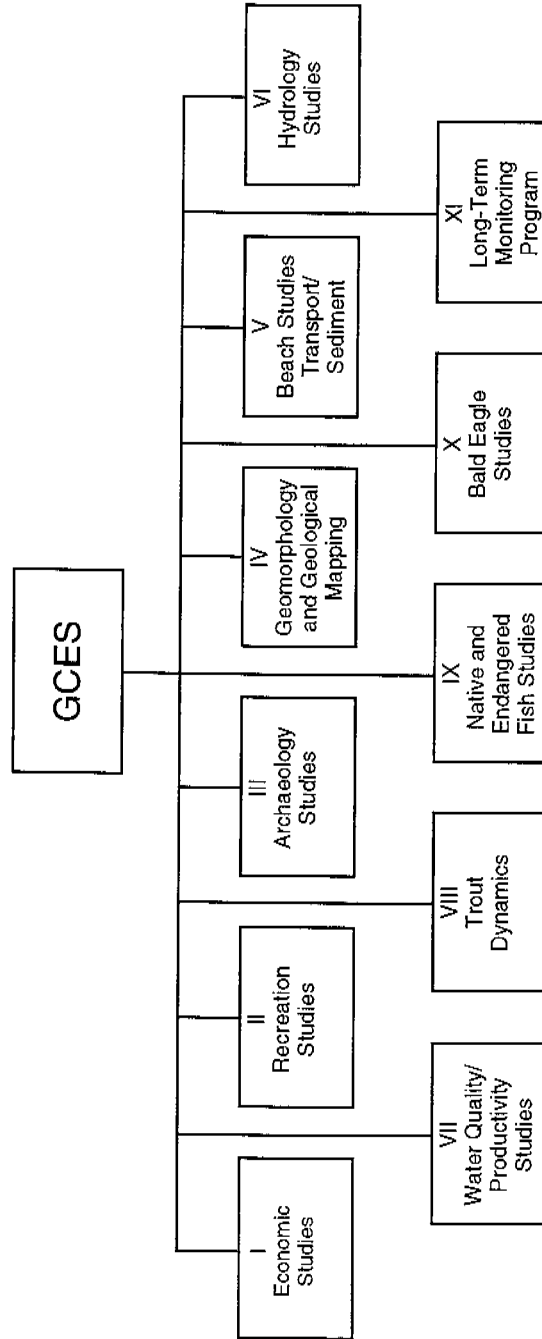 GCES
I
Economic
Studies
II
Recreation
Studies
III
Archaeology
Studies
IV
Geomorphology
and Geological
Mapping
V
Beach Studies
Transport/
Sediment
VI
Hydrology
Studies
VII
Water Quality/
Productivity
Studies
VIII
Trout
Dynamics
IX
Native and
Endangered
Fish Studies
X
Bald Eagle
Studies
XI
Long-Term
Monitoring
Program